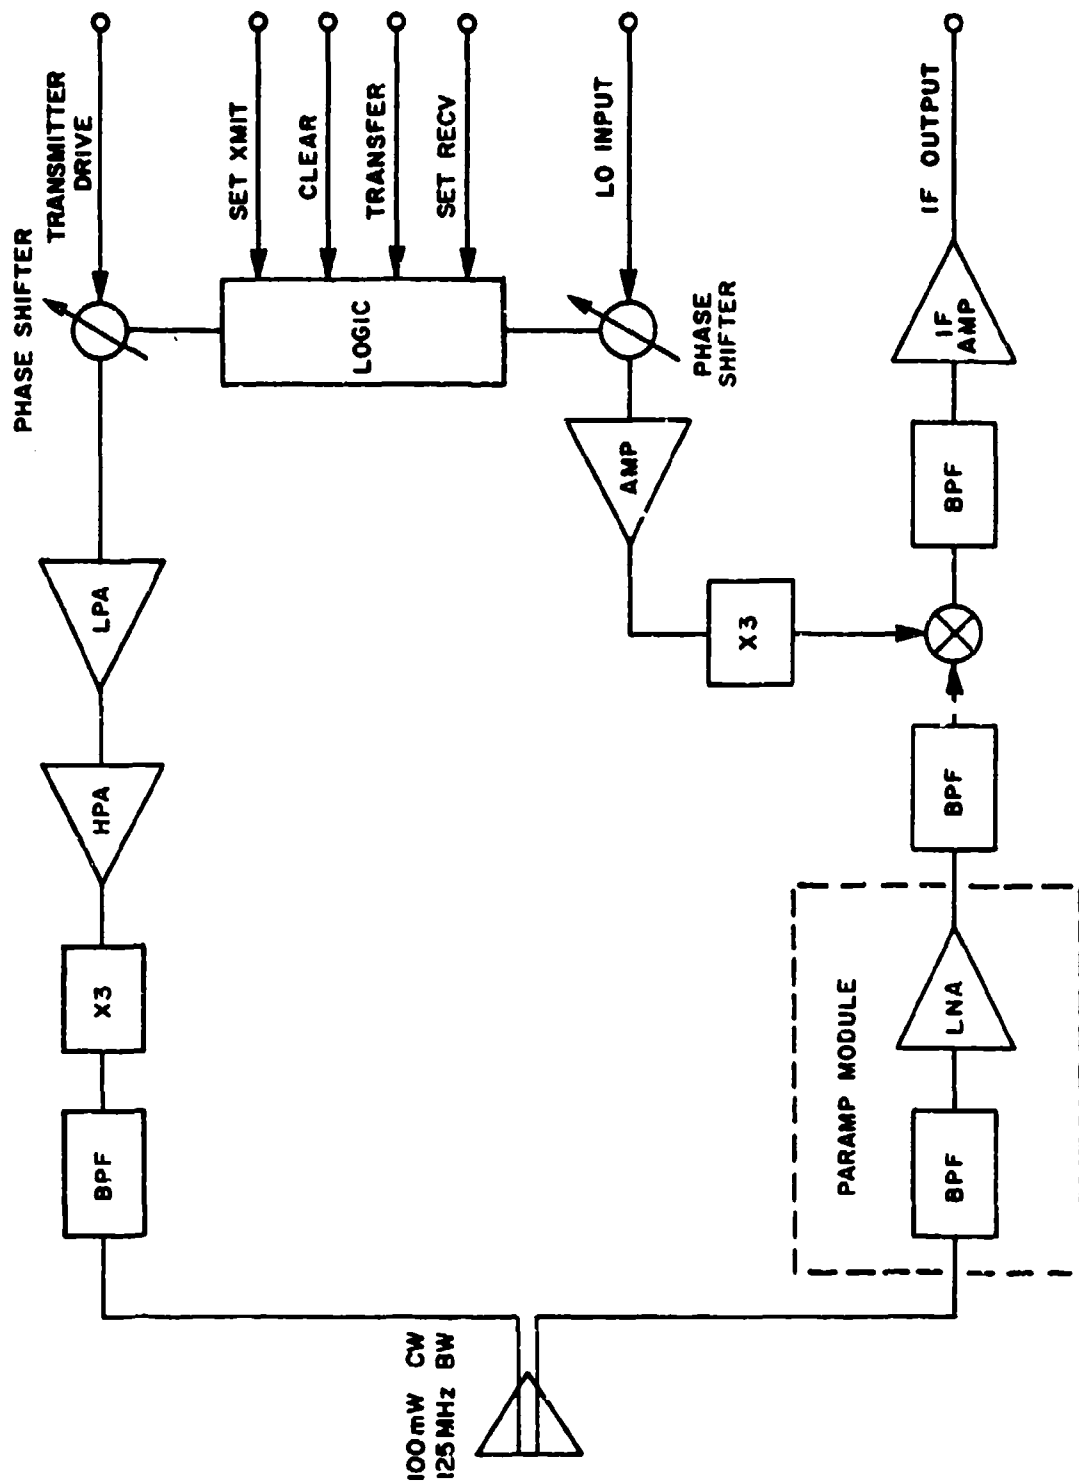 TRANSMITTER
DRIVE
PHASE SHIFTER
LPA
HPA
X3
BPF
SET XMIT
CLEAR
TRANSFER
SET RECV
LOGIC
LO INPUT
PHASE
SHIFTER
AMP
X3
100mW CW
125MHz BW
PARAMP MODULE
BPF
LNA
BPF
BPF
IF
AMP
IF OUTPUT